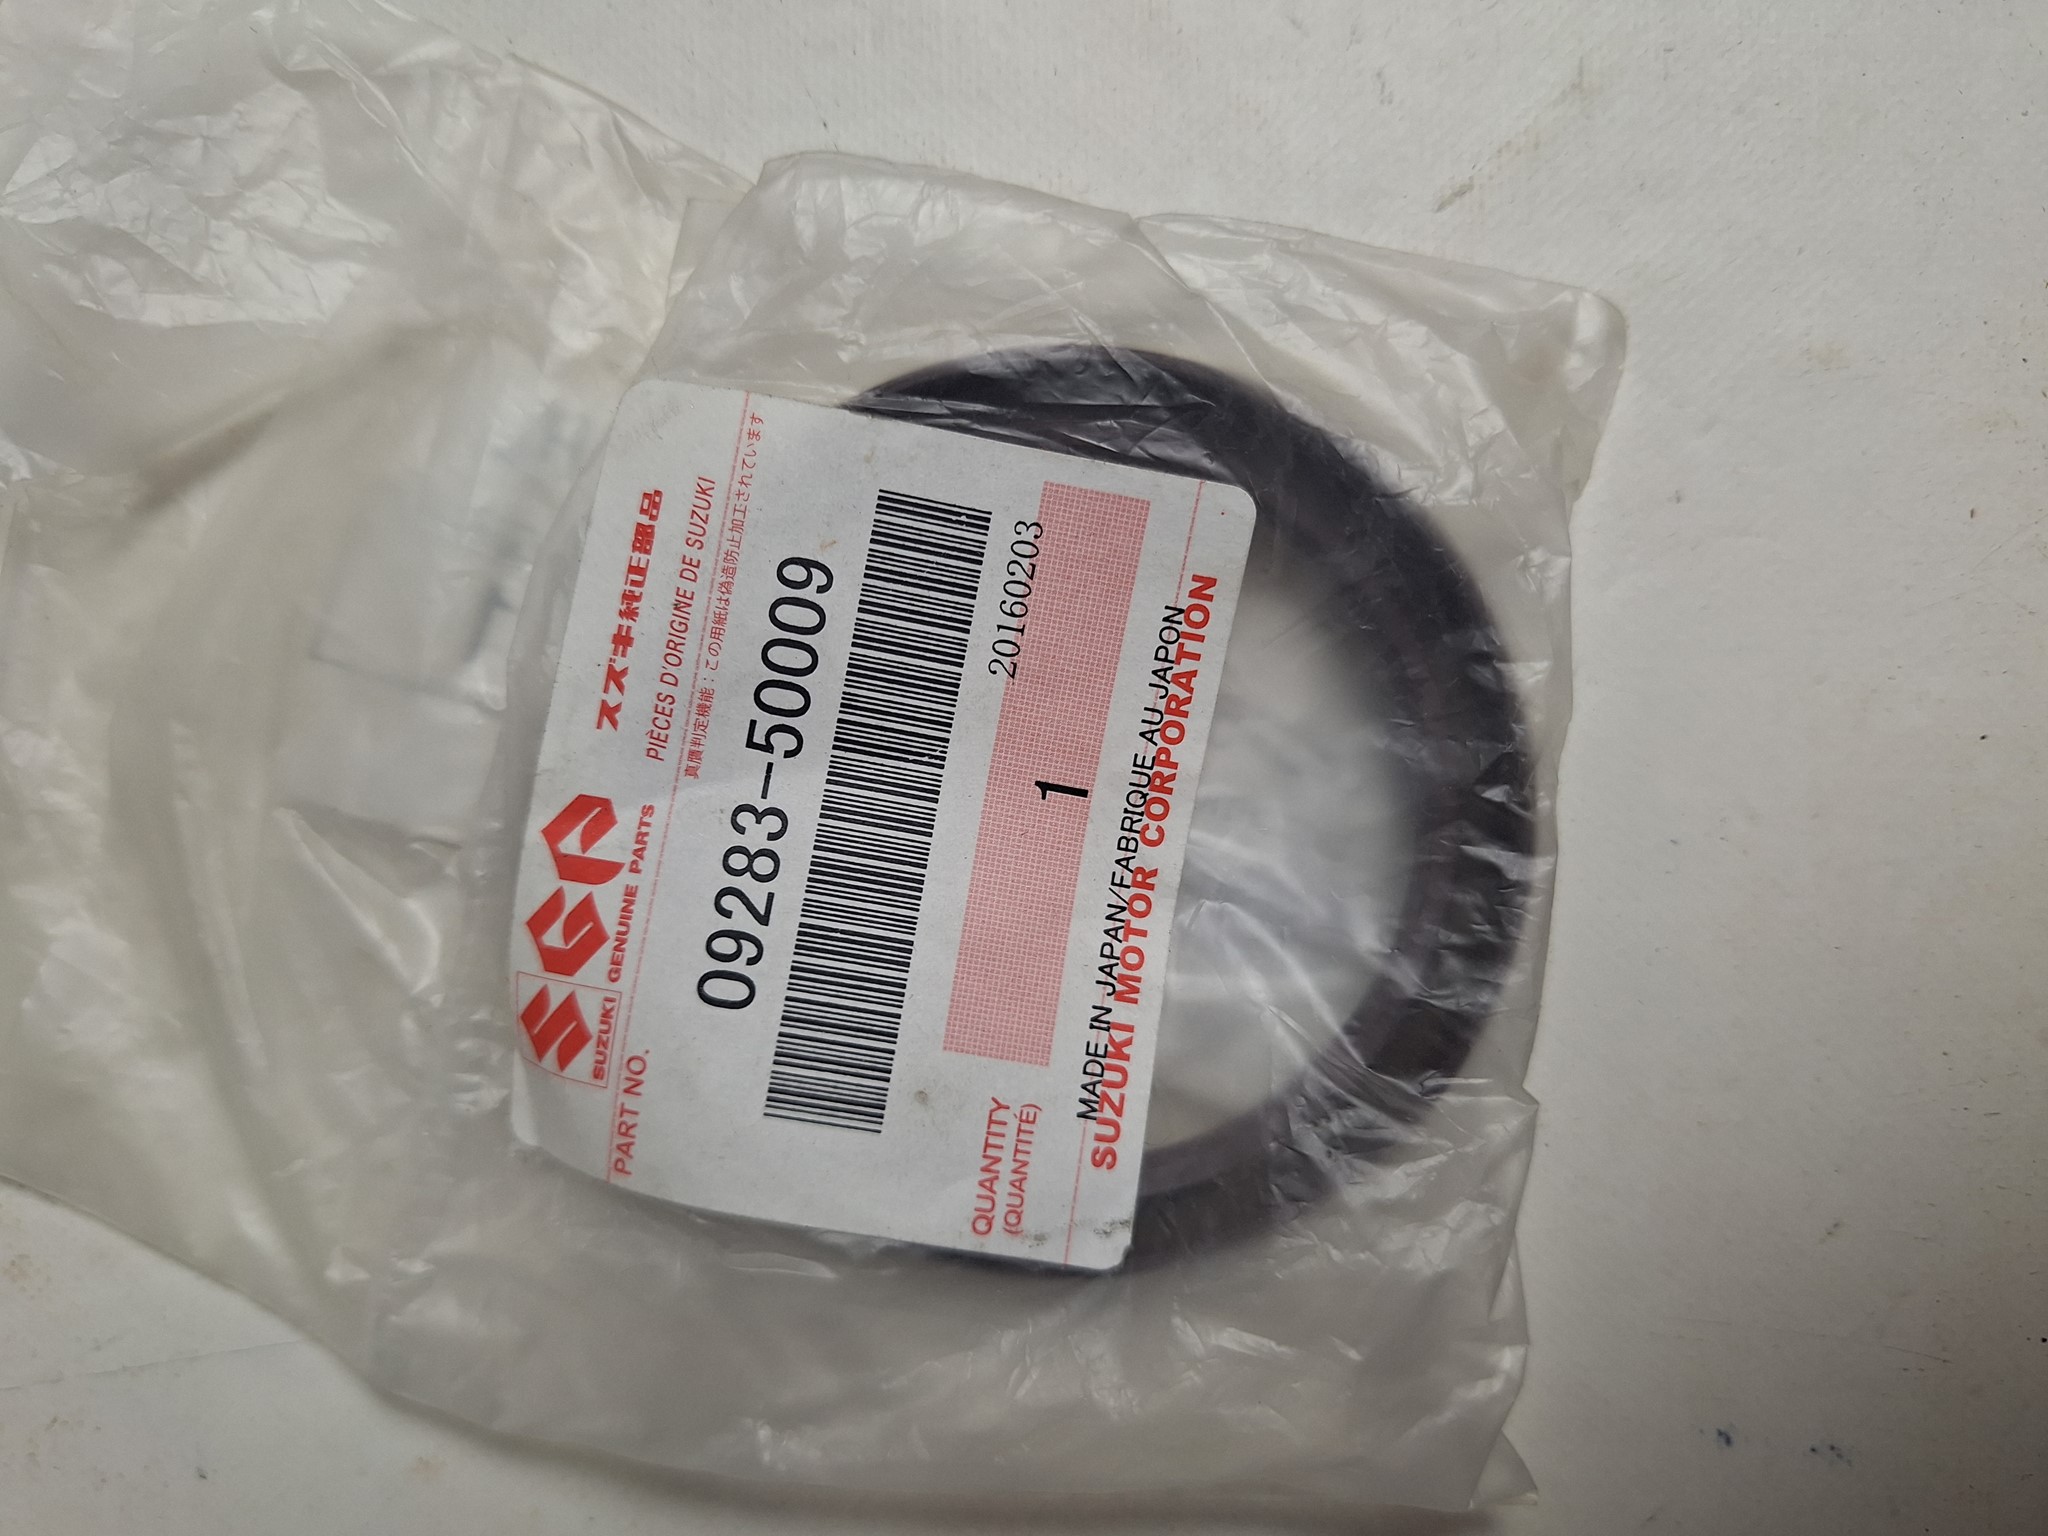 SGP スズキ純正部品
SUZUKI GENUINE PARTS PIÈCES D'ORIGINE DE SUZUKI
PART NO. 真贋判定機能：この用紙は偽造防止加工されています
09283-50009
20160203
QUANTITY
(QUANTITÉ) 1
MADE IN JAPAN/FABRIQUE AU JAPON
SUZUKI MOTOR CORPORATION